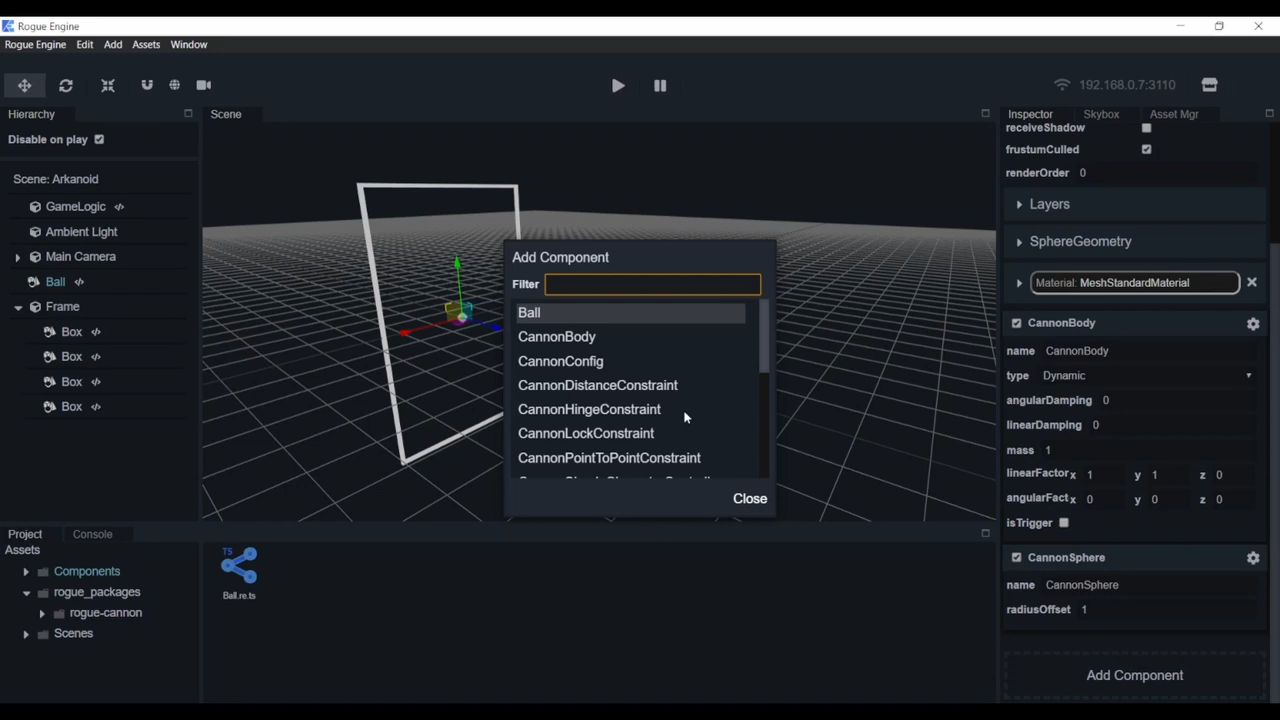 Rogue Engine
Rogue Engine Edit Add Assets Window
192.168.0.7:3110
Hierarchy
Disable on play
Scene: Arkanoid
GameLogic
Ambient Light
Main Camera
Ball
Frame
Box
Box
Box
Box
Scene
Add Component
Filter
Ball
CannonBody
CannonConfig
CannonDistanceConstraint
CannonHingeConstraint
CannonLockConstraint
CannonPointToPointConstraint
Close
Inspector Skybox Asset Mgr
receiveShadow
frustumCulled
renderOrder 0
Layers
SphereGeometry
Material: MeshStandardMaterial
CannonBody
name CannonBody
type Dynamic
angularDamping 0
linearDamping 0
mass 1
linearFactor x 1 y 1 z 0
angularFact x 0 y 0 z 0
isTrigger
CannonSphere
name CannonSphere
radiusOffset 1
Add Component
Project Console
Assets
Components
rogue_packages
rogue-cannon
Scenes
TS
Ball.re.ts